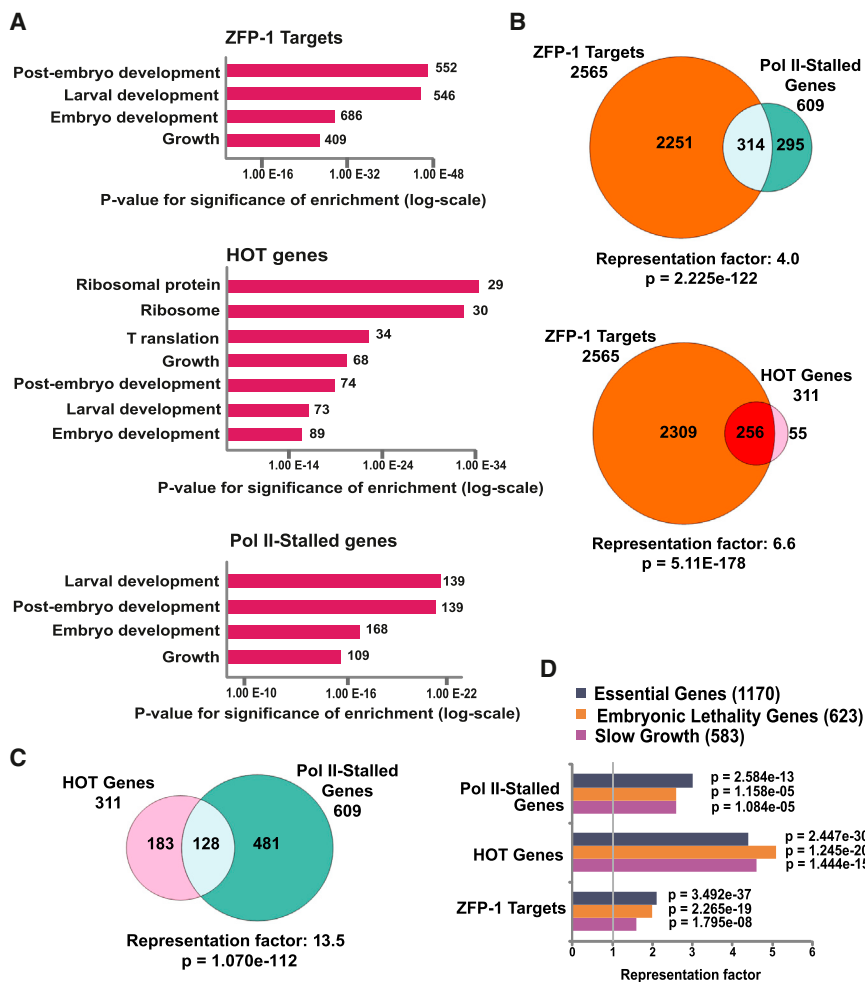 A
ZFP-1 Targets
Post-embryo development
552
Larval development
546
Embryo development
686
Growth
409
1.00 E-16
1.00 E-32
1.00 E-48
P-value for significance of enrichment (log-scale)
HOT genes
Ribosomal protein
29
Ribosome
30
T translation
34
Growth
68
Post-embryo development
74
Larval development
73
Embryo development
89
1.00 E-14
1.00 E-24
1.00 E-34
P-value for significance of enrichment (log-scale)
Pol II-Stalled genes
Larval development
139
Post-embryo development
139
Embryo development
168
Growth
109
1.00 E-10
1.00 E-16
1.00 E-22
P-value for significance of enrichment (log-scale)
B
ZFP-1 Targets
2565
Pol II-Stalled
Genes
609
2251
314
295
Representation factor: 4.0
p = 2.225e-122
ZFP-1 Targets
2565
HOT Genes
311
2309
256
55
Representation factor: 6.6
p = 5.11E-178
C
HOT Genes
311
Pol II-Stalled
Genes
609
183
128
481
Representation factor: 13.5
p = 1.070e-112
D
Essential Genes (1170)
Embryonic Lethality Genes (623)
Slow Growth (583)
Pol II-Stalled
Genes
p = 2.584e-13
p = 1.158e-05
p = 1.084e-05
HOT Genes
p = 2.447e-30
p = 1.245e-20
p = 1.444e-15
ZFP-1 Targets
p = 3.492e-37
p = 2.265e-19
p = 1.795e-08
0 1 2 3 4 5 6
Representation factor